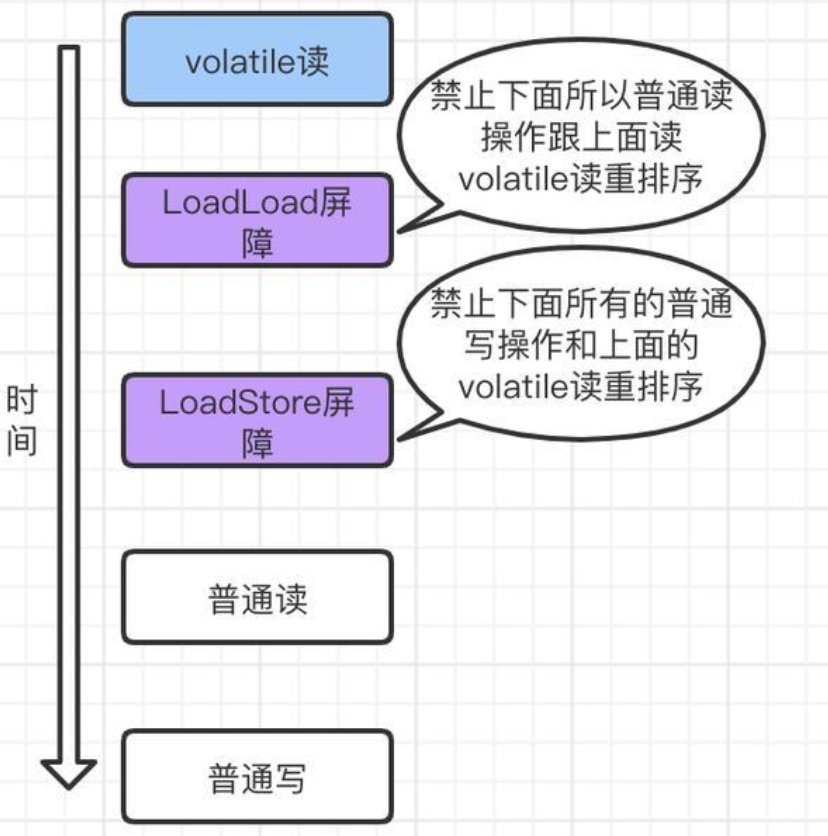 volatile读
禁止下面所以普通读
操作跟上面读
volatile读重排序
LoadLoad屏
障
禁止下面所有的普通
写操作和上面的
volatile读重排序
LoadStore屏
障
时
间
普通读
普通写